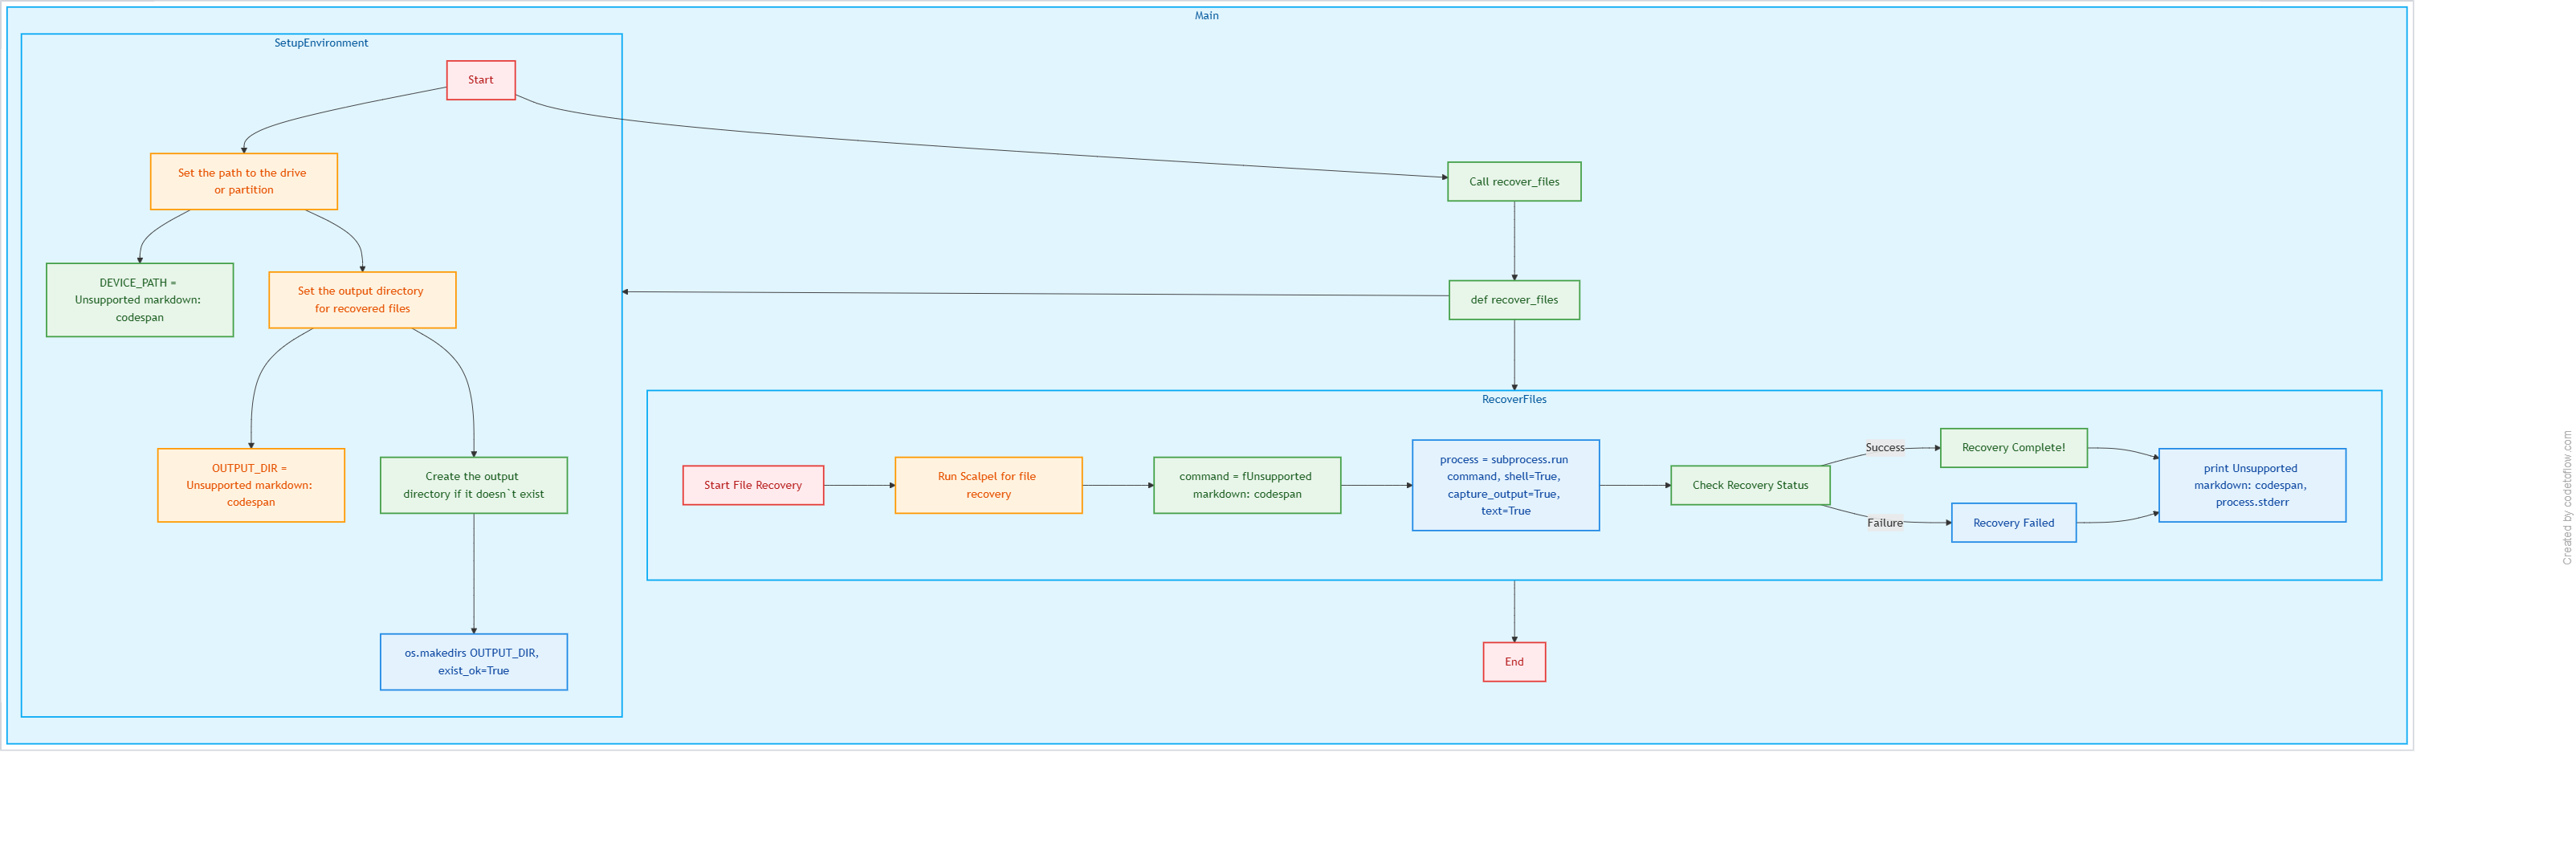 Main
SetupEnvironment
Start
Set the path to the drive
or partition
Call recover_files
DEVICE_PATH =
Unsupported markdown:
codespan
Set the output directory
for recovered files
def recover_files
OUTPUT_DIR =
Unsupported markdown:
codespan
Create the output
directory if it doesn`t exist
os.makedirs OUTPUT_DIR,
exist_ok=True
RecoverFiles
Start File Recovery
Run Scalpel for file
recovery
command = fUnsupported
markdown: codespan
process = subprocess.run
command, shell=True,
capture_output=True,
text=True
Check Recovery Status
Success
Failure
Recovery Complete!
Recovery Failed
print Unsupported
markdown: codespan,
process.stderr
End
Created by codetoflow.com